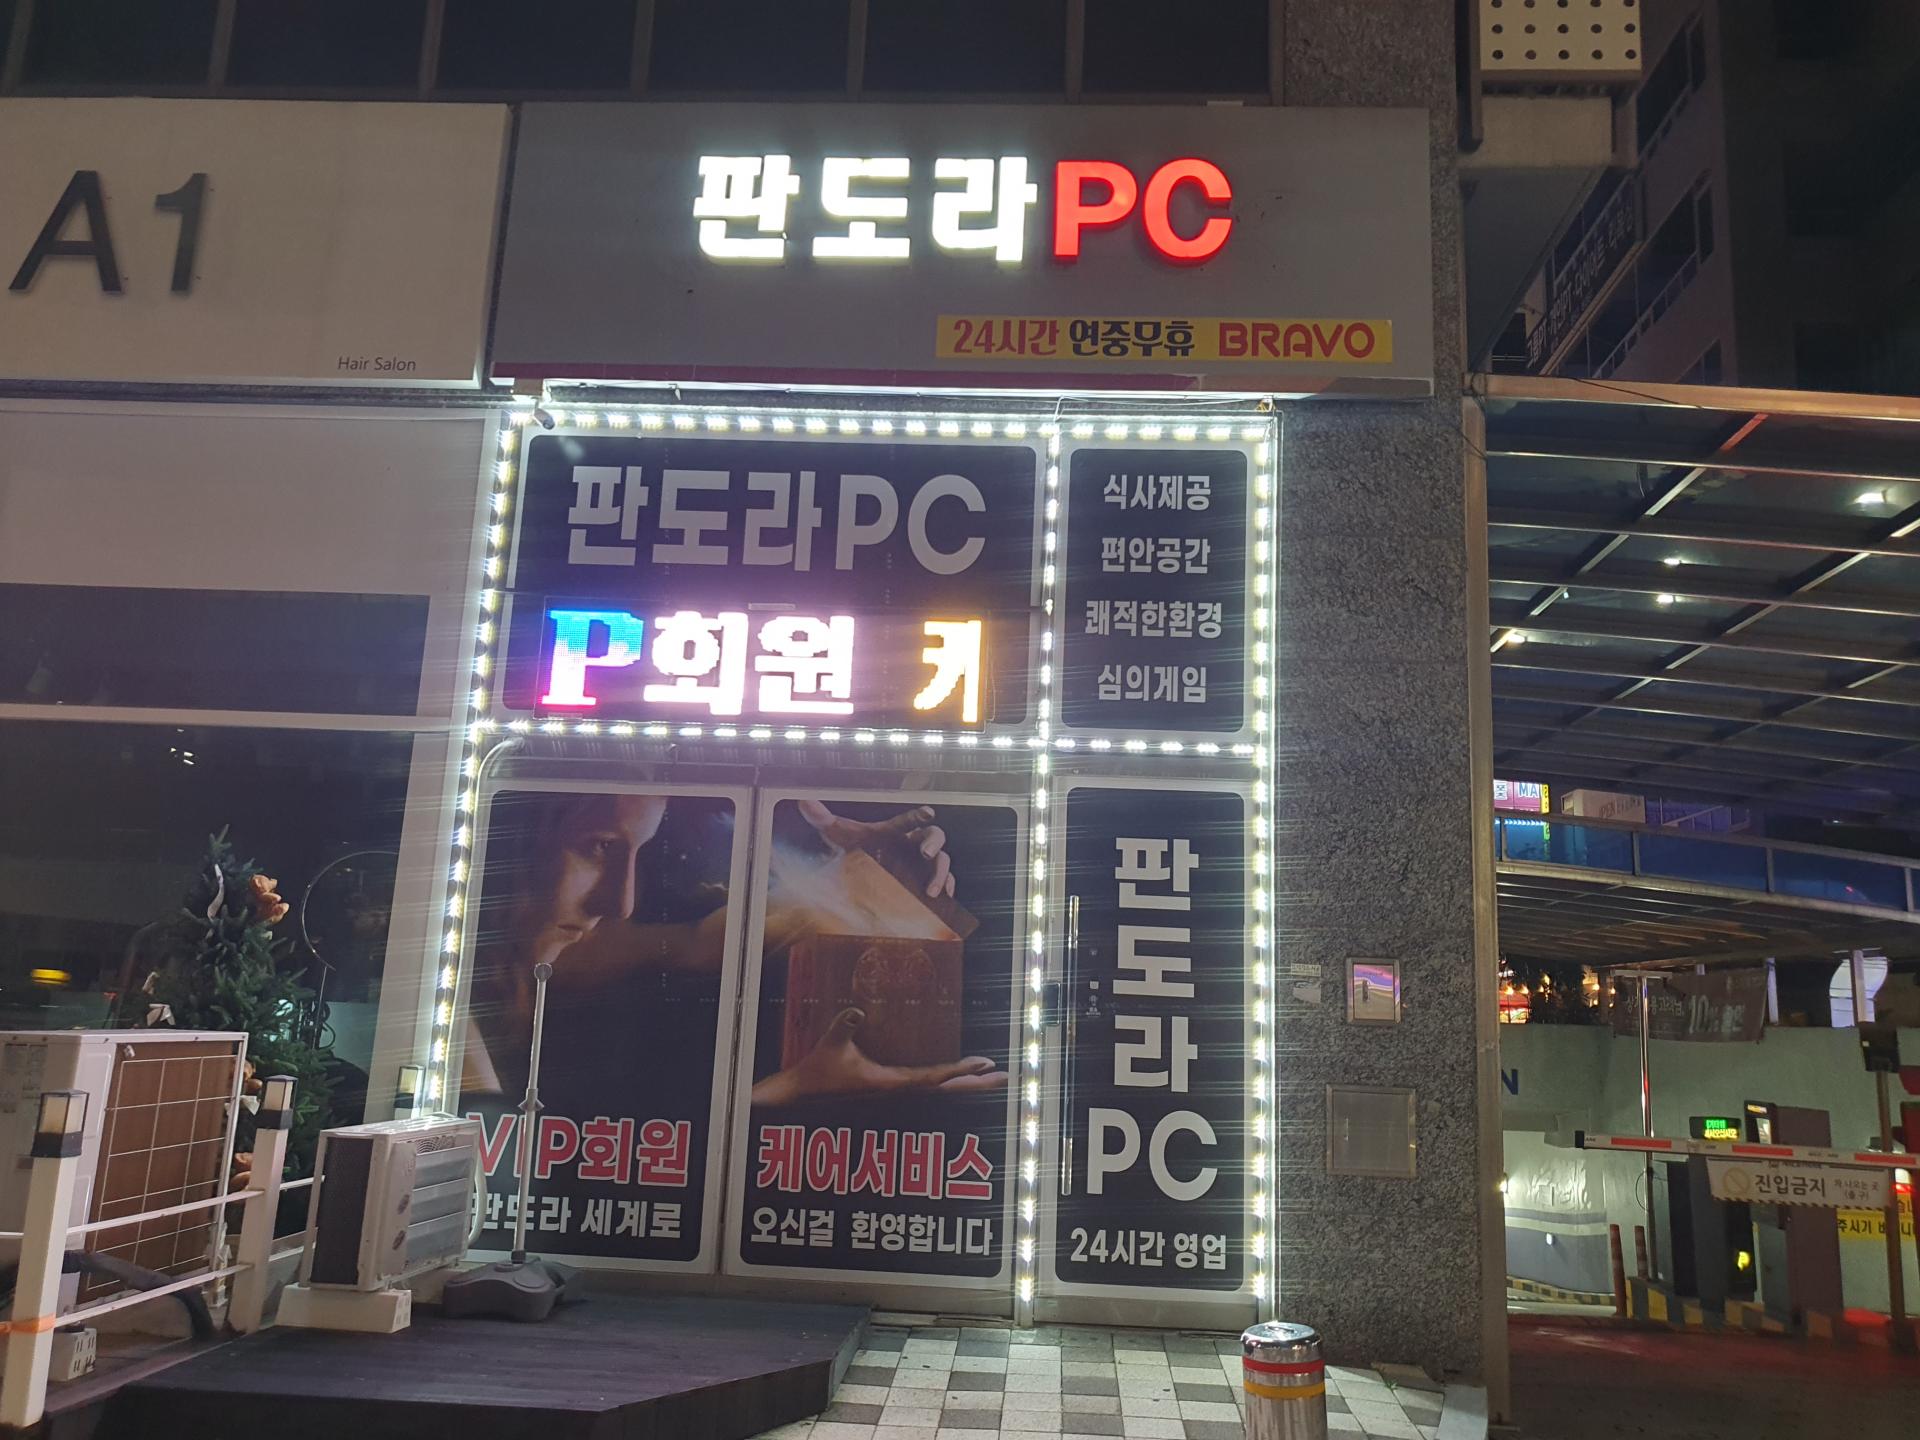 A1
Hair Salon
판도라PC
24시간 연중무휴 BRAVO
판도라PC
P회원 케
식사제공
편안공간
쾌적한환경
심의게임
VIP회원
판도라 세계로
케어서비스
오신걸 환영합니다
판도라PC
24시간 영업
진입금지